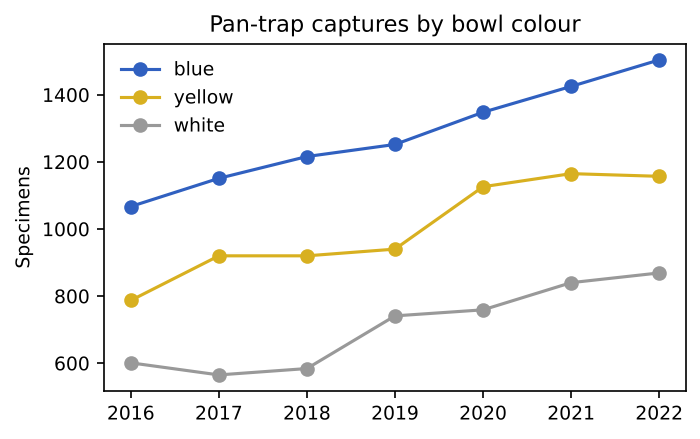 Pan-trap captures by bowl colour
blue
yellow
white
Specimens
1400
1200
1000
800
600
2016 2017 2018 2019 2020 2021 2022